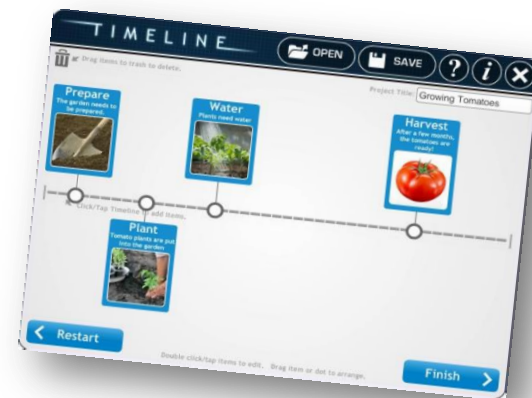 TIMELINE
OPEN
SAVE
?
i
X
Drag items to trash to delete.
Project Title:
Growing Tomatoes
Prepare
The garden needs to
be prepared.
Water
Plants need water
Harvest
After a few months,
the tomatoes are
ready!
Click/Tap Timeline to add items.
Plant
Tomato plants are put
into the garden
Restart
Double-click/tap items to edit. Drag item or dot to arrange.
Finish